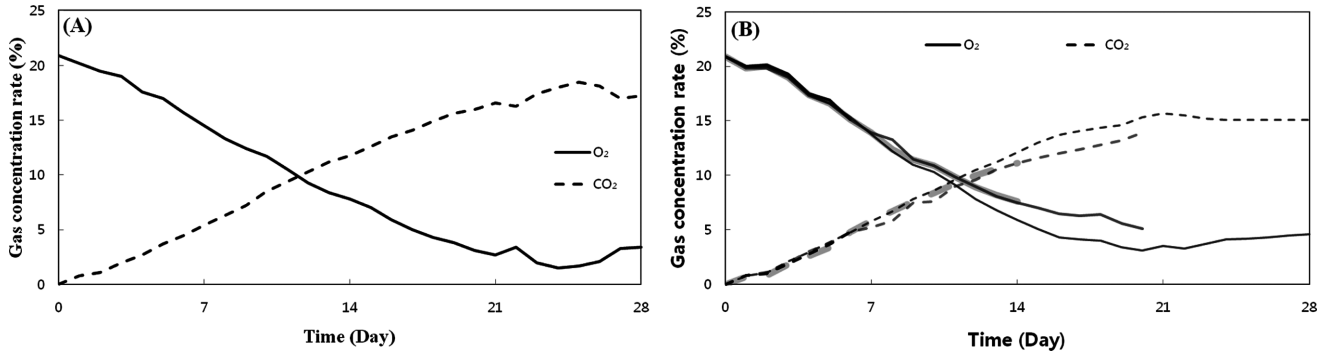 (A)
Gas concentration rate (%)
25
20
15
10
5
0
O₂
CO₂
0 7 14 21 28
Time (Day)
(B)
Gas concentration rate (%)
25
20
15
10
5
0
O₂ CO₂
0 7 14 21 28
Time (Day)